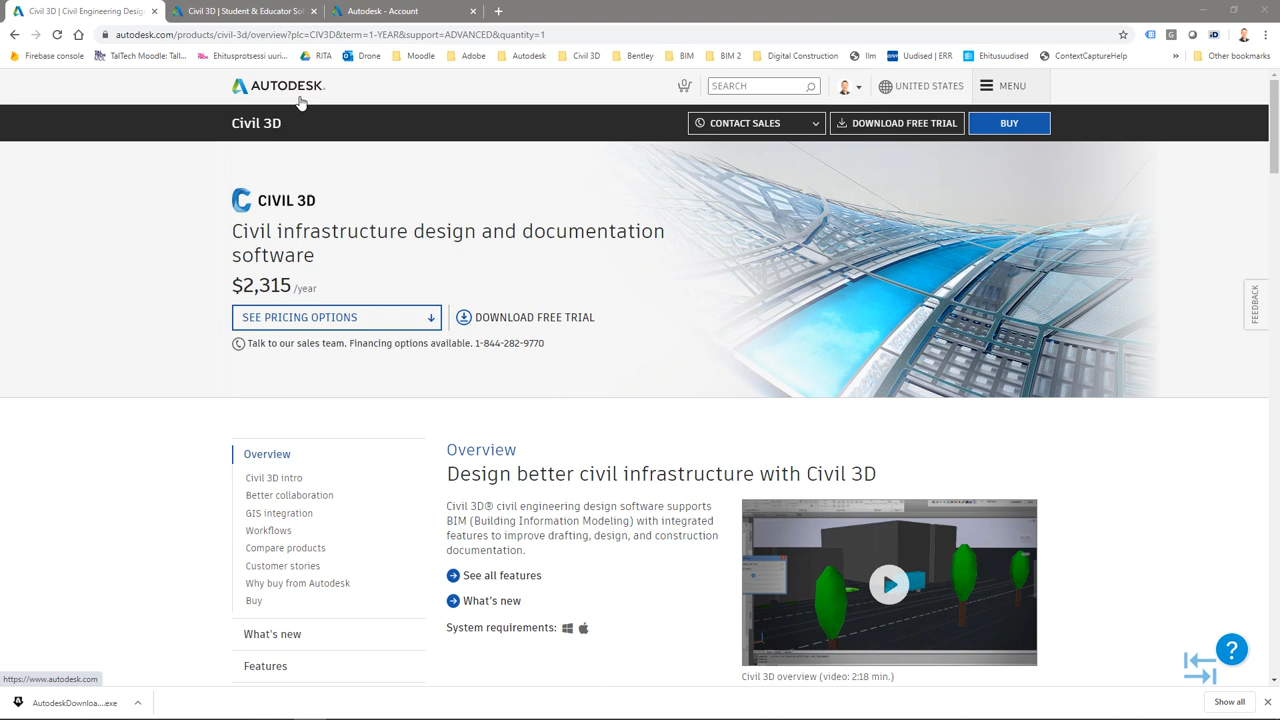 Civil 3D | Civil Engineering Desig
Civil 3D | Student & Educator Sof
Autodesk - Account
autodesk.com/products/civil-3d/overview?plc=CIV3D&term=1-YEAR&support=ADVANCED&quantity=1
Firebase console
TalTech Moodle: Tall...
Ehitusprotsessi uuri...
RITA
Drone
Moodle
Adobe
Autodesk
Civil 3D
Bentley
BIM
BIM 2
Digital Construction
Ilm
Uudised | ERR
Ehitusuudised
ContextCaptureHelp
»
Other bookmarks
AUTODESK.
0
SEARCH
UNITED STATES
MENU
Civil 3D
CONTACT SALES
DOWNLOAD FREE TRIAL
BUY
C CIVIL 3D
Civil infrastructure design and documentation
software
$2,315 /year
SEE PRICING OPTIONS
DOWNLOAD FREE TRIAL
Talk to our sales team. Financing options available. 1-844-282-9770
FEEDBACK
Overview
Civil 3D intro
Better collaboration
GIS integration
Workflows
Compare products
Customer stories
Why buy from Autodesk
Buy
What's new
Features
Overview
Design better civil infrastructure with Civil 3D
Civil 3D® civil engineering design software supports
BIM (Building Information Modeling) with integrated
features to improve drafting, design, and construction
documentation.
See all features
What's new
System requirements:
Civil 3D overview (video: 2:18 min.)
?
https://www.autodesk.com
AutodeskDownloa....exe
Show all